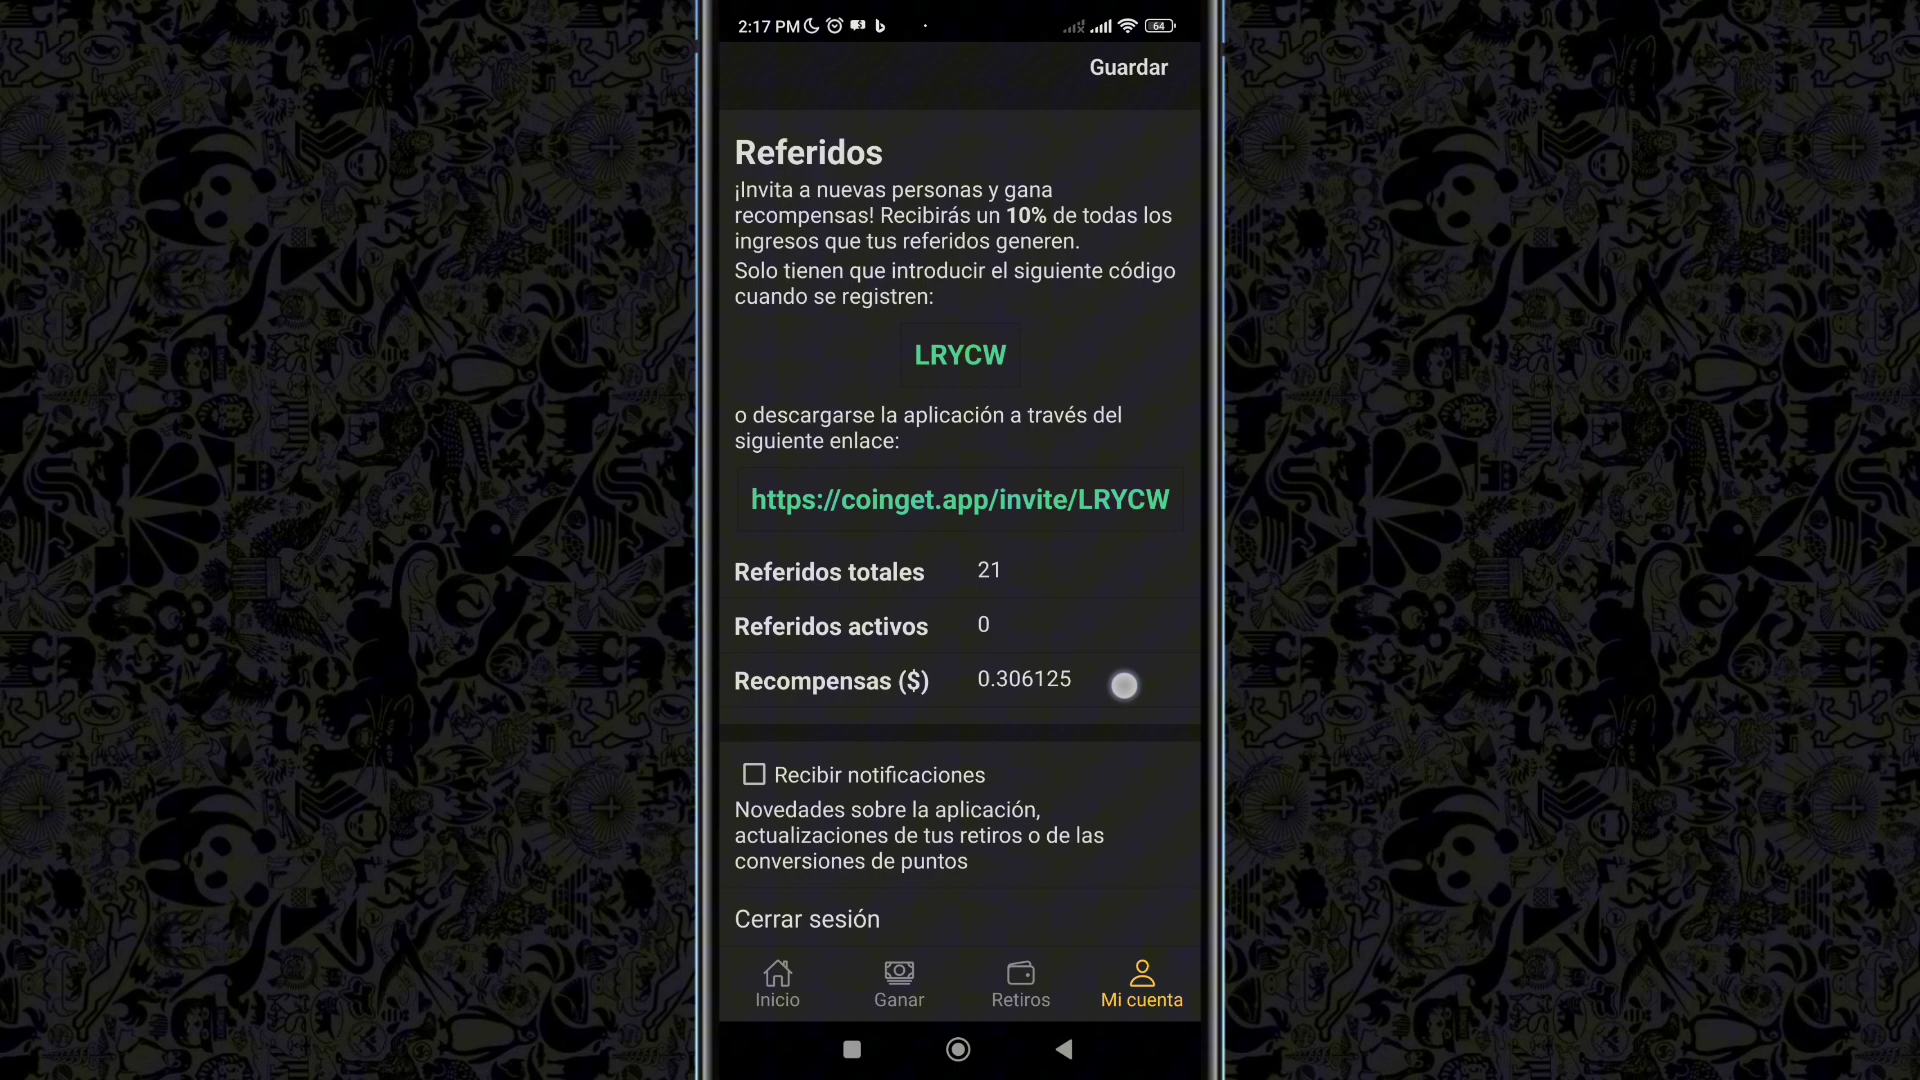 2:17 PM
64
Guardar
Referidos
¡Invita a nuevas personas y gana
recompensas! Recibirás un 10% de todas los
ingresos que tus referidos generen.
Solo tienen que introducir el siguiente código
cuando se registren:
LRYCW
o descargarse la aplicación a través del
siguiente enlace:
https://coinget.app/invite/LRYCW
Referidos totales 21
Referidos activos 0
Recompensas ($) 0.306125
Recibir notificaciones
Novedades sobre la aplicación,
actualizaciones de tus retiros o de las
conversiones de puntos
Cerrar sesión
Inicio Ganar Retiros Mi cuenta